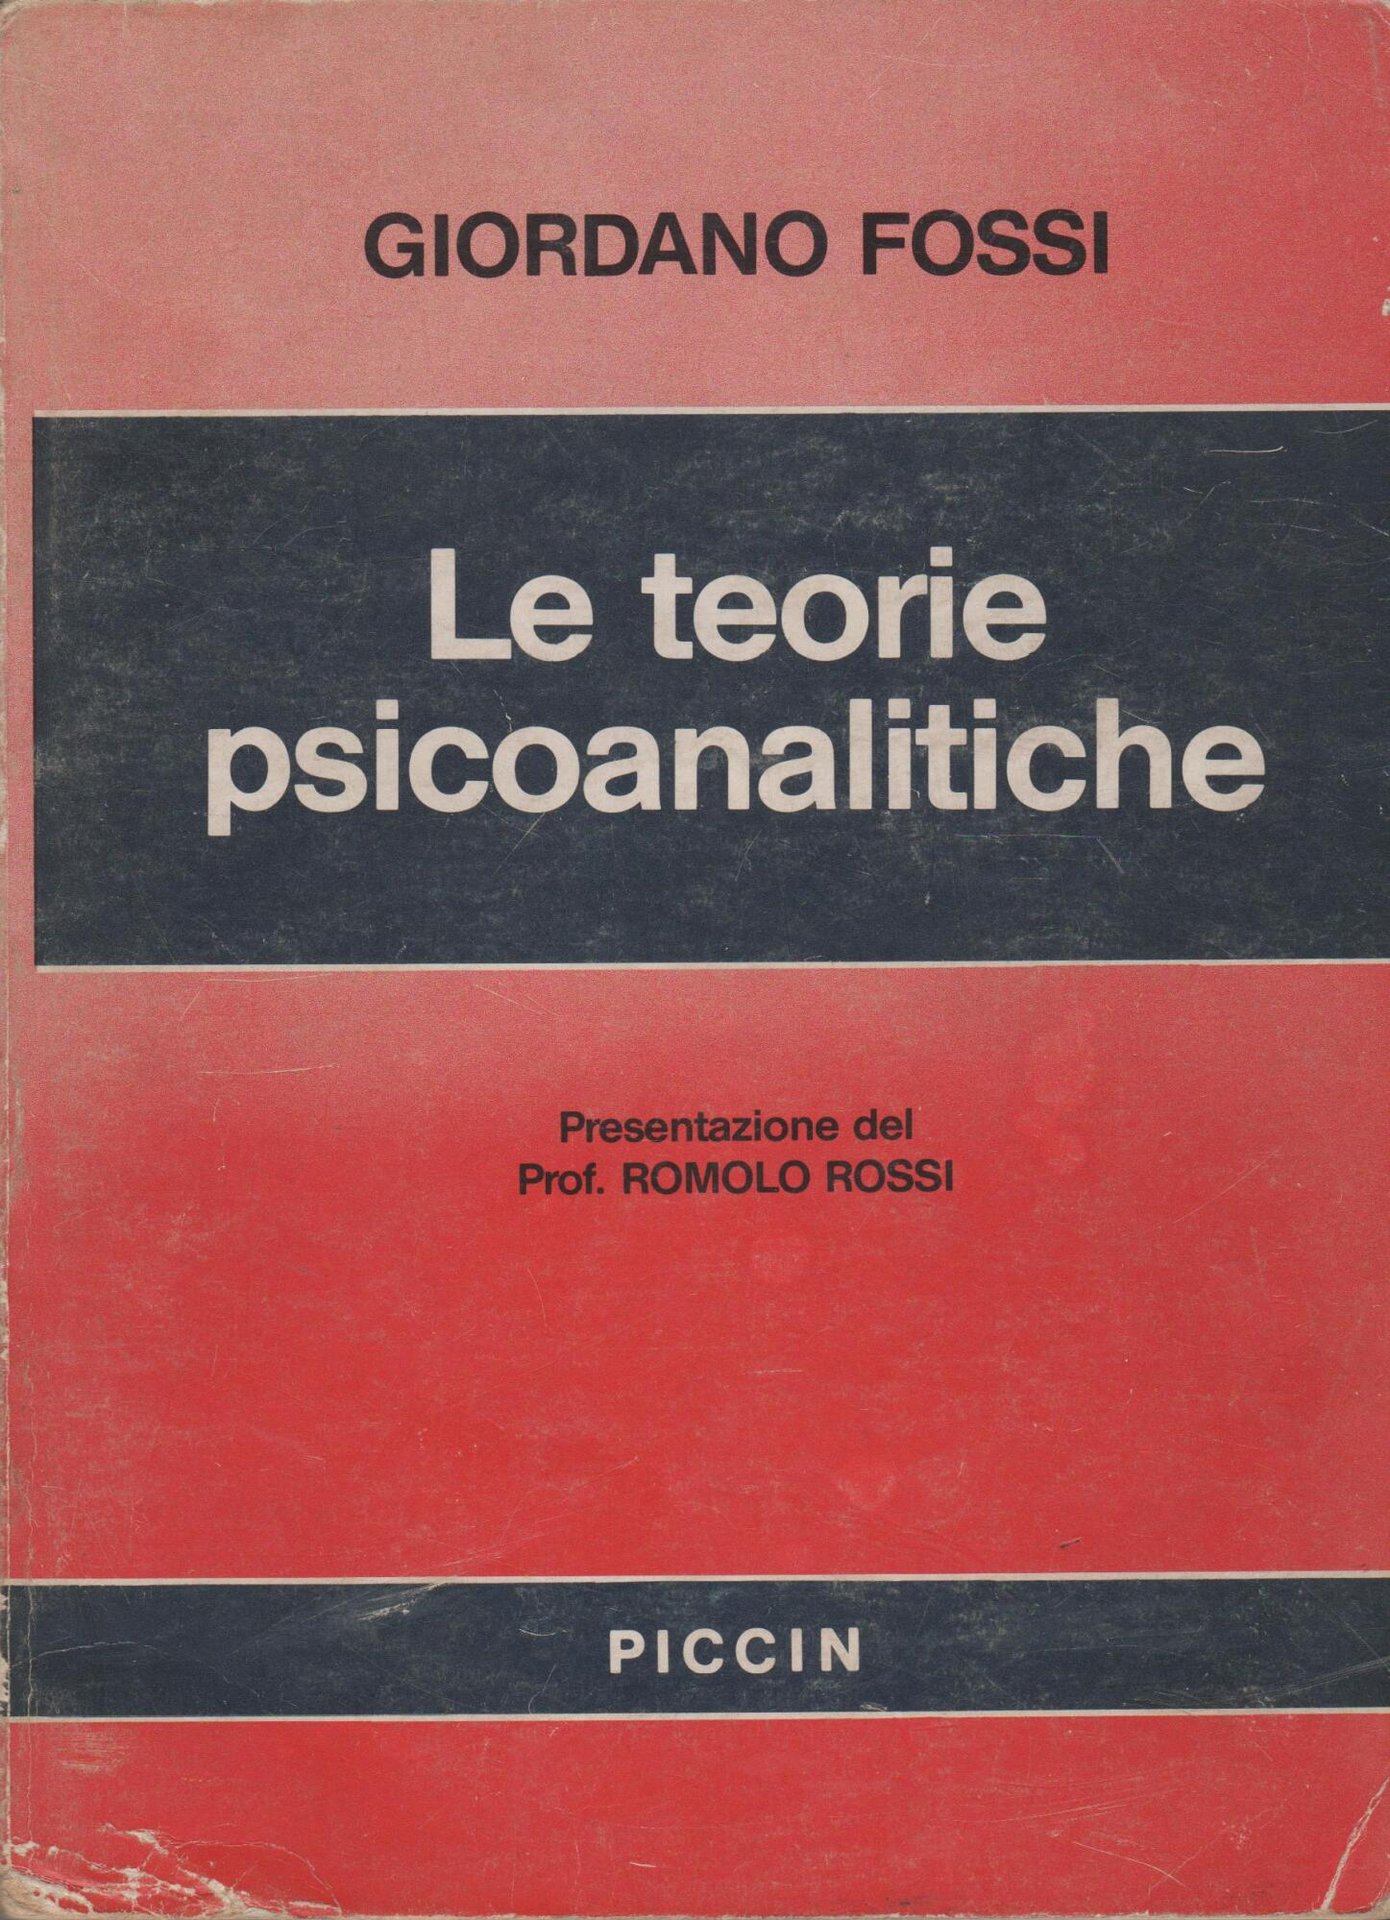 GIORDANO FOSSI
Le teorie
psicoanalitiche
Presentazione del
Prof. ROMOLO ROSSI
PICCIN